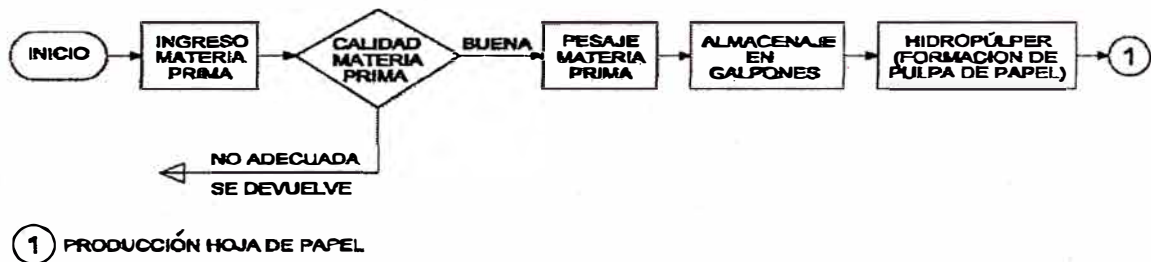 INICIO
INGRESO
MATERIA
PRIMA
CALIDAD
MATERIA
PRIMA
BUENA
PESAJE
MATERIA
PRIMA
ALMACENAJE
EN
GALPONES
HIDROPÚLPER
(FORMACION DE
PULPA DE PAPEL)
1
NO ADECUADA
SE DEVUELVE
1 PRODUCCIÓN HOJA DE PAPEL